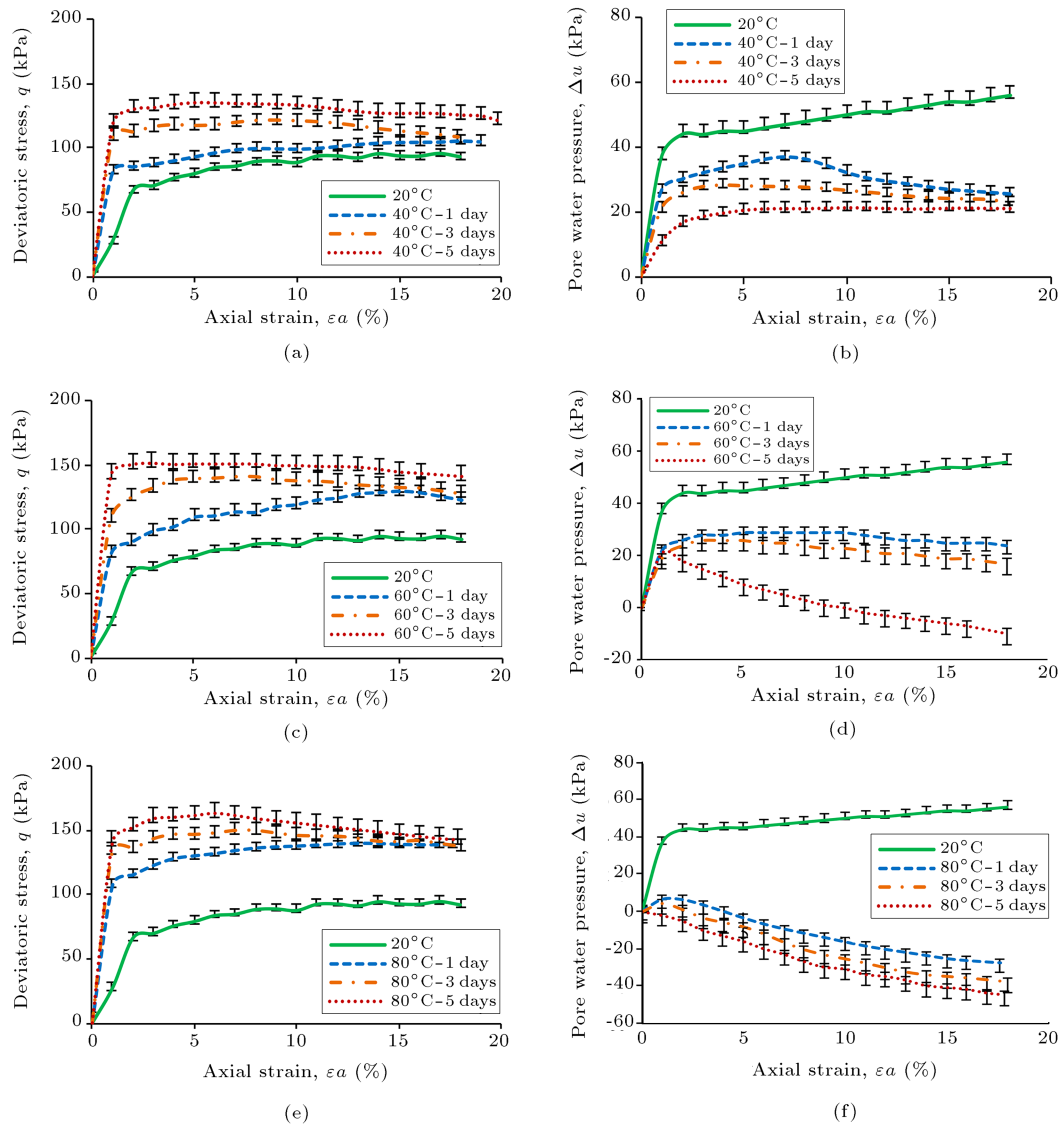 200
150
100
50
0
Deviatoric stress, q (kPa)
20°C
40°C-1 day
40°C-3 days
40°C-5 days
0 5 10 15 20
Axial strain, εa (%)
(a)
80
60
40
20
0
Pore water pressure, Δu (kPa)
20°C
40°C-1 day
40°C-3 days
40°C-5 days
0 5 10 15 20
Axial strain, εa (%)
(b)
200
150
100
50
0
Deviatoric stress, q (kPa)
20°C
60°C-1 day
60°C-3 days
60°C-5 days
0 5 10 15 20
Axial strain, εa (%)
(c)
80
60
40
20
0
-20
Pore water pressure, Δu (kPa)
20°C
60°C-1 day
60°C-3 days
60°C-5 days
0 5 10 15 20
Axial strain, εa (%)
(d)
200
150
100
50
0
Deviatoric stress, q (kPa)
20°C
80°C-1 day
80°C-3 days
80°C-5 days
0 5 10 15 20
Axial strain, εa (%)
(e)
80
60
40
20
0
-20
-40
-60
Pore water pressure, Δu (kPa)
20°C
80°C-1 day
80°C-3 days
80°C-5 days
0 5 10 15 20
Axial strain, εa (%)
(f)